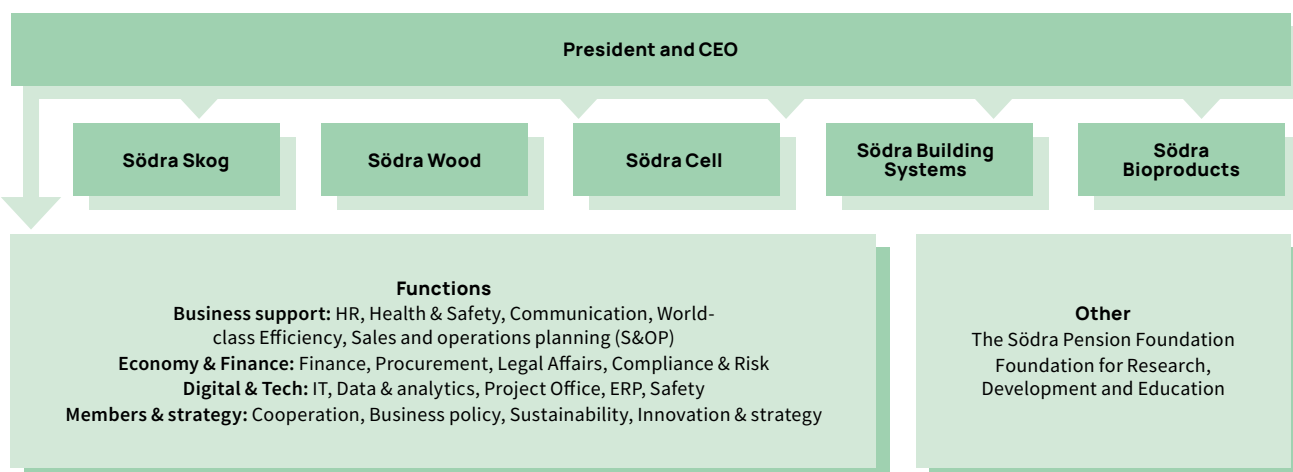 President and CEO
Södra Skog
Södra Wood
Södra Cell
Södra Building
Systems
Södra
Bioproducts
Functions
Business support: HR, Health & Safety, Communication, World-
class Efficiency, Sales and operations planning (S&OP)
Economy & Finance: Finance, Procurement, Legal Affairs, Compliance & Risk
Digital & Tech: IT, Data & analytics, Project Office, ERP, Safety
Members & strategy: Cooperation, Business policy, Sustainability, Innovation & strategy
Other
The Södra Pension Foundation
Foundation for Research,
Development and Education